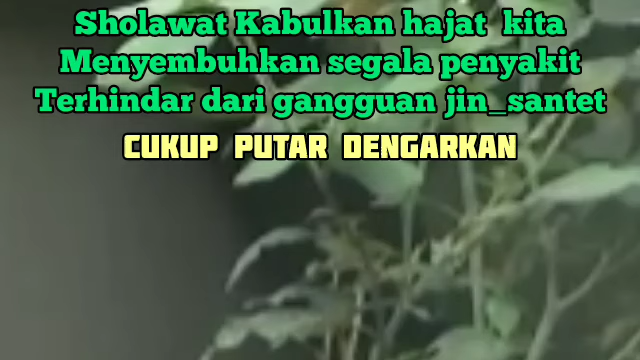 Sholawat Kabulkan hajat kita
Menyembuhkan segala penyakit
Terhindar dari gangguan jin_santet
CUKUP PUTAR DENGARKAN